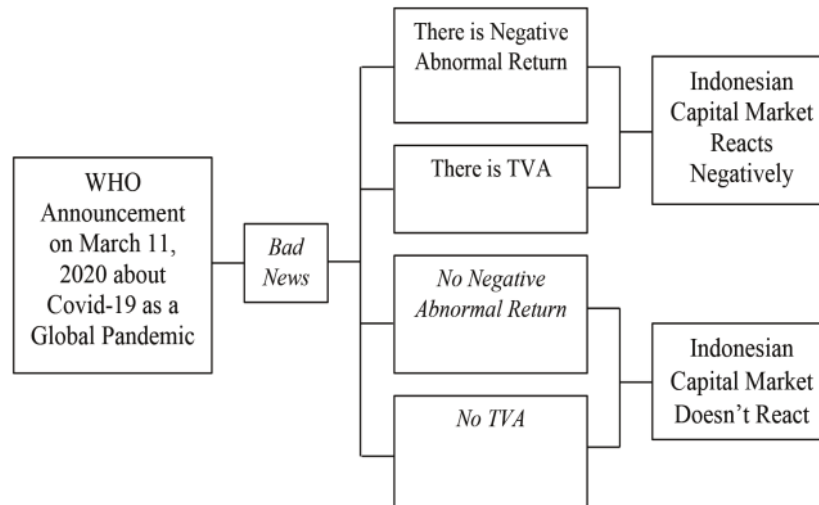 WHO
Announcement
on March 11,
2020 about
Covid-19 as a
Global Pandemic
Bad
News
There is Negative
Abnormal Return
There is TVA
No Negative
Abnormal Return
No TVA
Indonesian
Capital Market
Reacts
Negatively
Indonesian
Capital Market
Doesn’t React